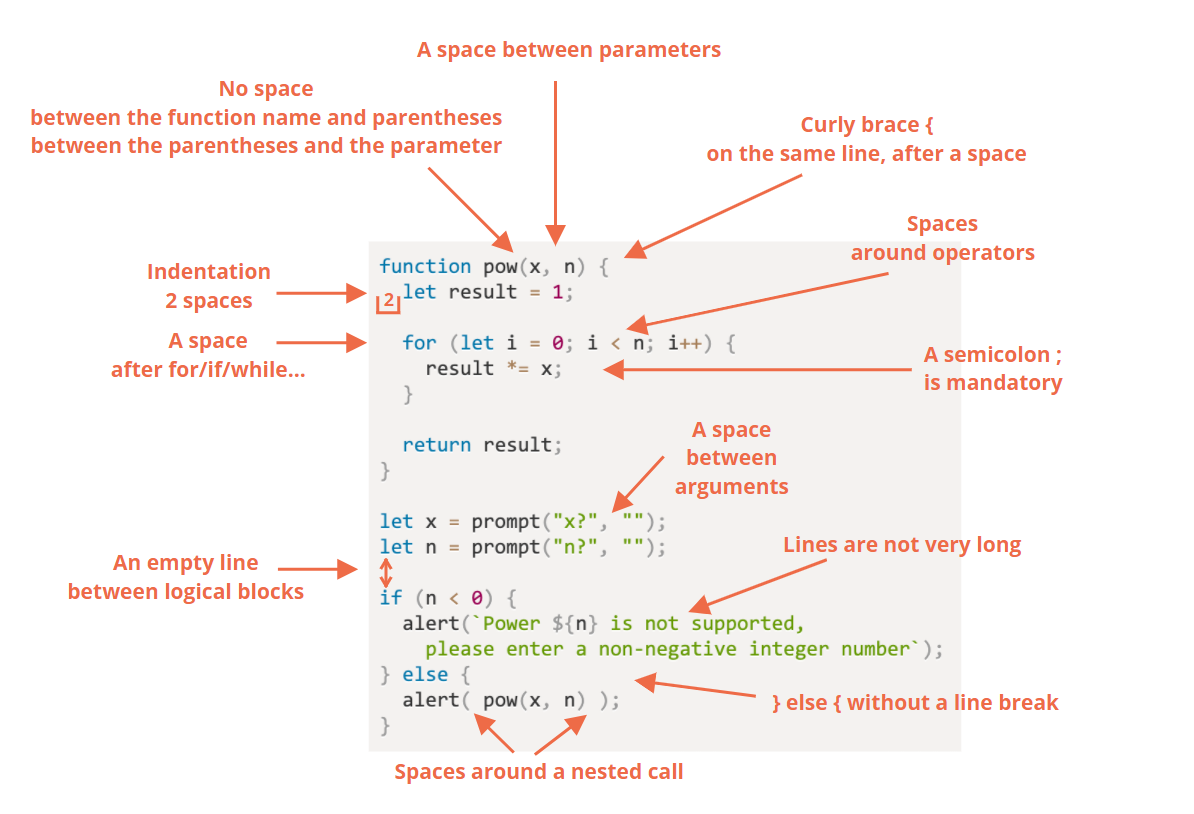 A space between parameters
No space
between the function name and parentheses
between the parentheses and the parameter
Curly brace {
on the same line, after a space
Spaces
around operators
Indentation
2 spaces
A space
after for/if/while…
A semicolon ;
is mandatory
A space
between
arguments
Lines are not very long
An empty line
between logical blocks
} else { without a line break
Spaces around a nested call
function pow(x, n) {
2
  let result = 1;

  for (let i = 0; i < n; i++) {
    result *= x;
  }

  return result;
}

let x = prompt("x?", "");
let n = prompt("n?", "");

if (n < 0) {
  alert(`Power ${n} is not supported,
    please enter a non-negative integer number`);
} else {
  alert( pow(x, n) );
}